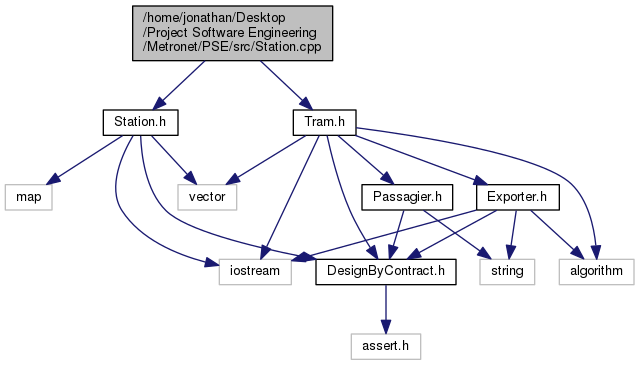 /home/jonathan/Desktop
/Project Software Engineering
/Metronet/PSE/src/Station.cpp
Station.h
Tram.h
map
vector
Passagier.h
Exporter.h
iostream
DesignByContract.h
string
algorithm
assert.h